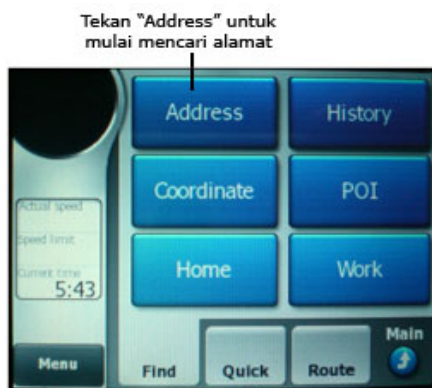 Tekan "Address" untuk
mulai mencari alamat
Address
History
Coordinate
POI
Home
Work
Actual speed
Speed limit
Current time
5:43
Menu
Find
Quick
Route
Main